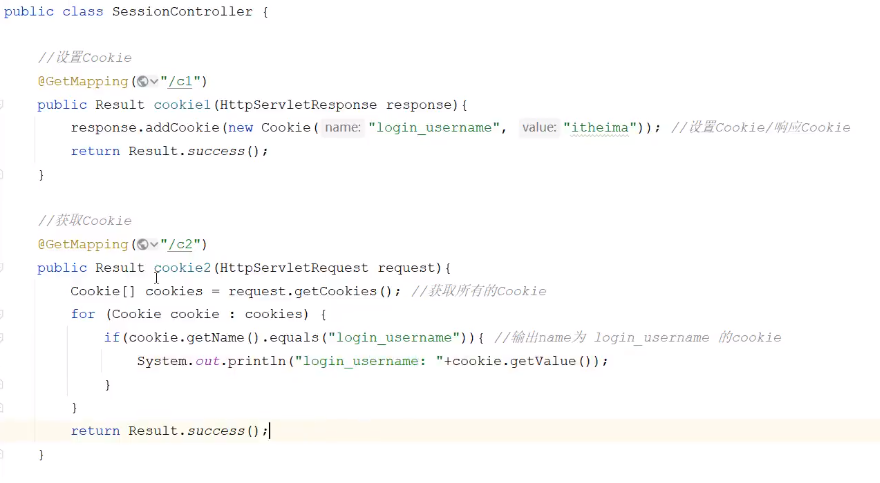 public class SessionController {
//设置Cookie
@GetMapping("/c1")
public Result cookie1(HttpServletResponse response){
response.addCookie(new Cookie( name: "login_username", value: "itheima")); //设置Cookie/响应Cookie
return Result.success();
}
//获取Cookie
@GetMapping("/c2")
public Result cookie2(HttpServletRequest request){
Cookie[] cookies = request.getCookies(); //获取所有的Cookie
for (Cookie cookie : cookies) {
if(cookie.getName().equals("login_username")){ //输出name为 login_username 的cookie
System.out.println("login_username: "+cookie.getValue());
}
}
return Result.success();
}